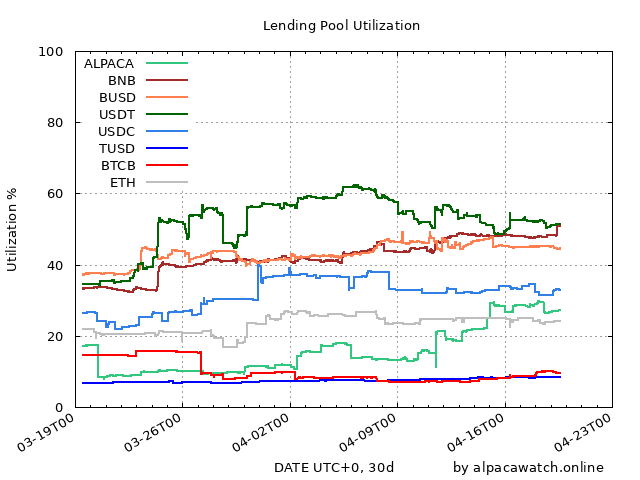 Lending Pool Utilization
100
80
60
40
20
0
Utilization %
ALPACA
BNB
BUSD
USDT
USDC
TUSD
BTCB
ETH
03-19T00
03-26T00
04-02T00
04-09T00
04-16T00
04-23T00
DATE UTC+0, 30d
by alpacawatch.online